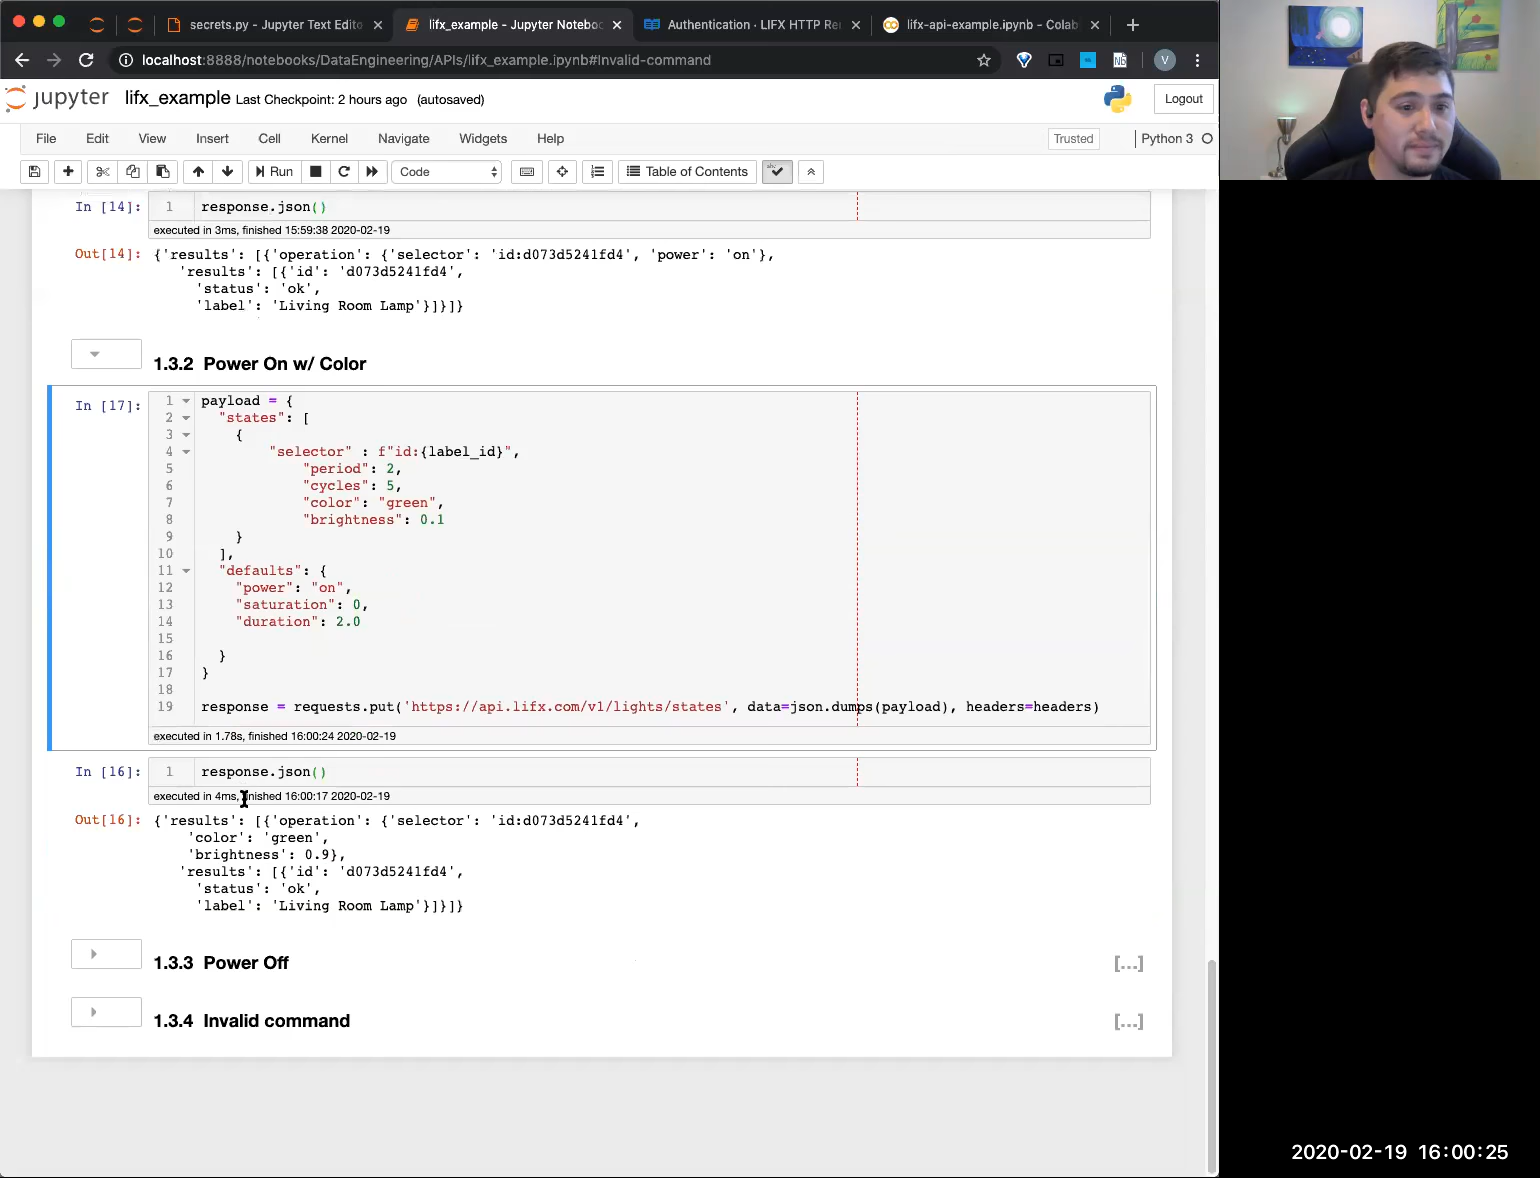 secrets.py - Jupyter Text Edito
lifx_example - Jupyter Noteboo
Authentication · LIFX HTTP Re
lifx-api-example.ipynb - Colab
localhost:8888/notebooks/DataEngineering/APIs/lifx_example.ipynb#Invalid-command
V
jupyter lifx_example Last Checkpoint: 2 hours ago (autosaved)
Logout
File Edit View Insert Cell Kernel Navigate Widgets Help
Trusted
Python 3
Run
Code
Table of Contents
In [14]: 1 response.json()
executed in 3ms, finished 15:59:38 2020-02-19
Out[14]: {'results': [{'operation': {'selector': 'id:d073d5241fd4', 'power': 'on'},
'results': [{'id': 'd073d5241fd4',
'status': 'ok',
'label': 'Living Room Lamp'}]}]}
1.3.2 Power On w/ Color
In [17]: 1 payload = {
2 "states": [
3 {
4 "selector" : f"id:{label_id}",
5 "period": 2,
6 "cycles": 5,
7 "color": "green",
8 "brightness": 0.1
9 }
10 ],
11 "defaults": {
12 "power": "on",
13 "saturation": 0,
14 "duration": 2.0
15
16 }
17 }
18
19 response = requests.put('https://api.lifx.com/v1/lights/states', data=json.dumps(payload), headers=headers)
executed in 1.78s, finished 16:00:24 2020-02-19
In [16]: 1 response.json()
executed in 4ms, finished 16:00:17 2020-02-19
Out[16]: {'results': [{'operation': {'selector': 'id:d073d5241fd4',
'color': 'green',
'brightness': 0.9},
'results': [{'id': 'd073d5241fd4',
'status': 'ok',
'label': 'Living Room Lamp'}]}]}
1.3.3 Power Off
[...]
1.3.4 Invalid command
[...]
2020-02-19 16:00:25